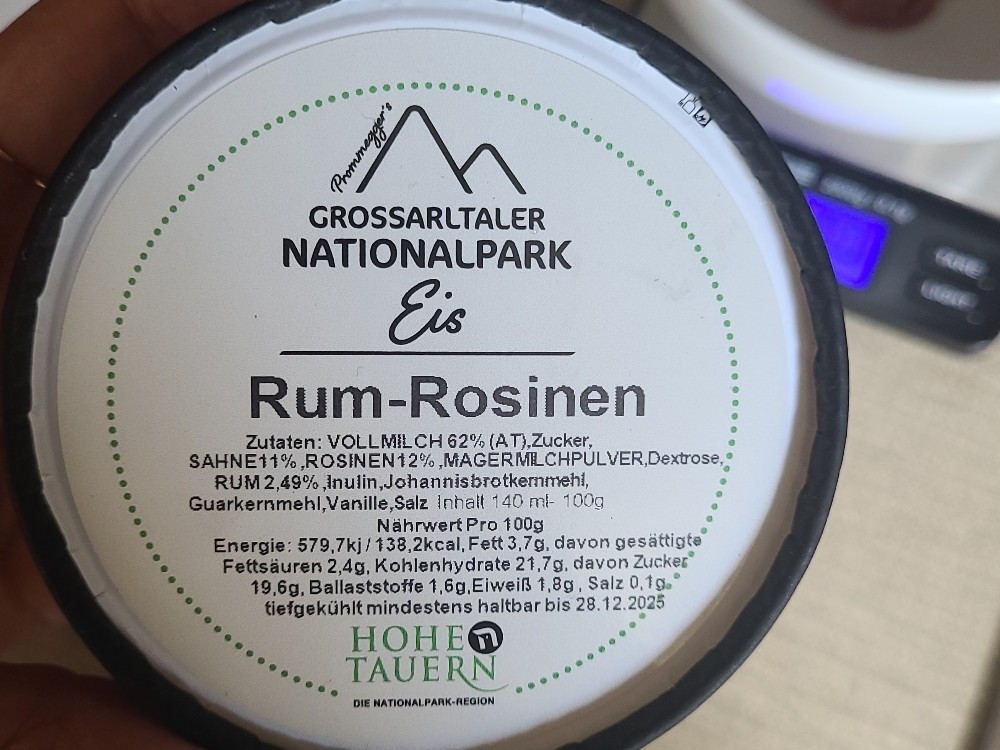 Prommegger's
GROSSARLTALER
NATIONALPARK
Eis
Rum-Rosinen
Zutaten: VOLLMILCH 62% (AT),Zucker,
SAHNE11% ,ROSINEN12% ,MAGERMILCHPULVER,Dextrose,
RUM 2,49% ,Inulin,Johannisbrotkernmehl,
Guarkernmehl,Vanille,Salz Inhalt 140 ml- 100g
Nährwert Pro 100g
Energie: 579,7kj / 138,2kcal, Fett 3,7g, davon gesättigte
Fettsäuren 2,4g, Kohlenhydrate 21,7g, davon Zucker
19,6g, Ballaststoffe 1,6g,Eiweiß 1,8g , Salz 0,1g.
tiefgekühlt mindestens haltbar bis 28.12.2025
HOHE n
TAUERN
DIE NATIONALPARK-REGION